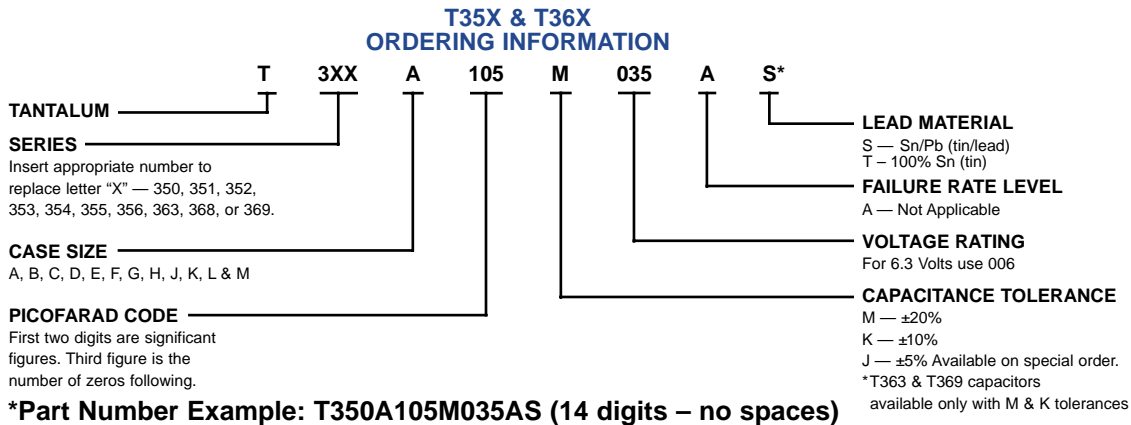 T35X & T36X
ORDERING INFORMATION
T 3XX A 105 M 035 A S*
TANTALUM
SERIES
Insert appropriate number to
replace letter “X” — 350, 351, 352,
353, 354, 355, 356, 363, 368, or 369.
CASE SIZE
A, B, C, D, E, F, G, H, J, K, L & M
PICOFARAD CODE
First two digits are significant
figures. Third figure is the
number of zeros following.
LEAD MATERIAL
S — Sn/Pb (tin/lead)
T – 100% Sn (tin)
FAILURE RATE LEVEL
A — Not Applicable
VOLTAGE RATING
For 6.3 Volts use 006
CAPACITANCE TOLERANCE
M — ±20%
K — ±10%
J — ±5% Available on special order.
*T363 & T369 capacitors
available only with M & K tolerances
*Part Number Example: T350A105M035AS (14 digits – no spaces)